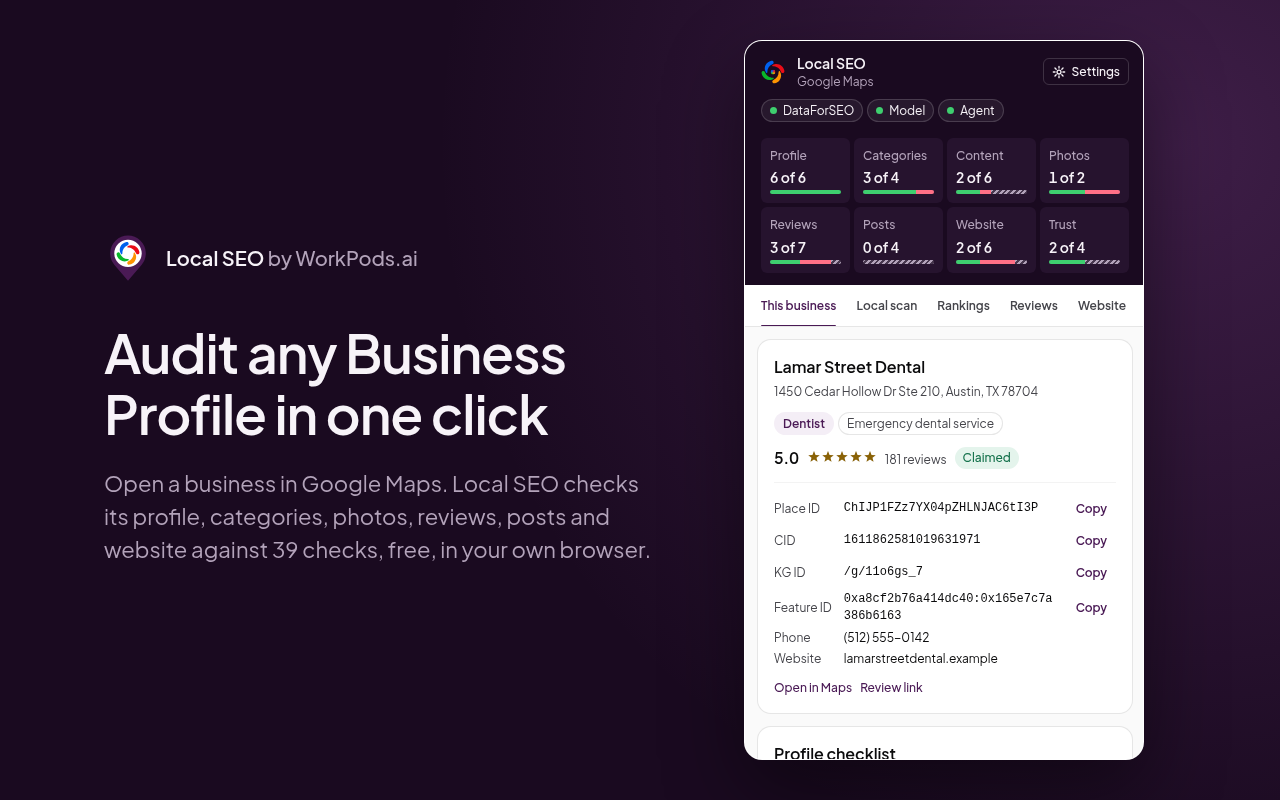 Local SEO by WorkPods.ai
Audit any Business
Profile in one click
Open a business in Google Maps. Local SEO checks
its profile, categories, photos, reviews, posts and
website against 39 checks, free, in your own browser.
Local SEO
Google Maps
Settings
DataForSEO Model Agent
Profile Categories Content Photos
6 of 6 3 of 4 2 of 6 1 of 2
Reviews Posts Website Trust
3 of 7 0 of 4 2 of 6 2 of 4
This business Local scan Rankings Reviews Website
Lamar Street Dental
1450 Cedar Hollow Dr Ste 210, Austin, TX 78704
Dentist Emergency dental service
5.0 ★★★★★ 181 reviews Claimed
Place ID ChIJP1FZz7YX04pZHLNJAC6tI3P Copy
CID 1611862581019631971 Copy
KG ID /g/11o6gs_7 Copy
Feature ID 0xa8cf2b76a414dc40:0x165e7c7a
386b6163 Copy
Phone (512) 555-0142
Website lamarstreetdental.example
Open in Maps Review link
Profile checklist